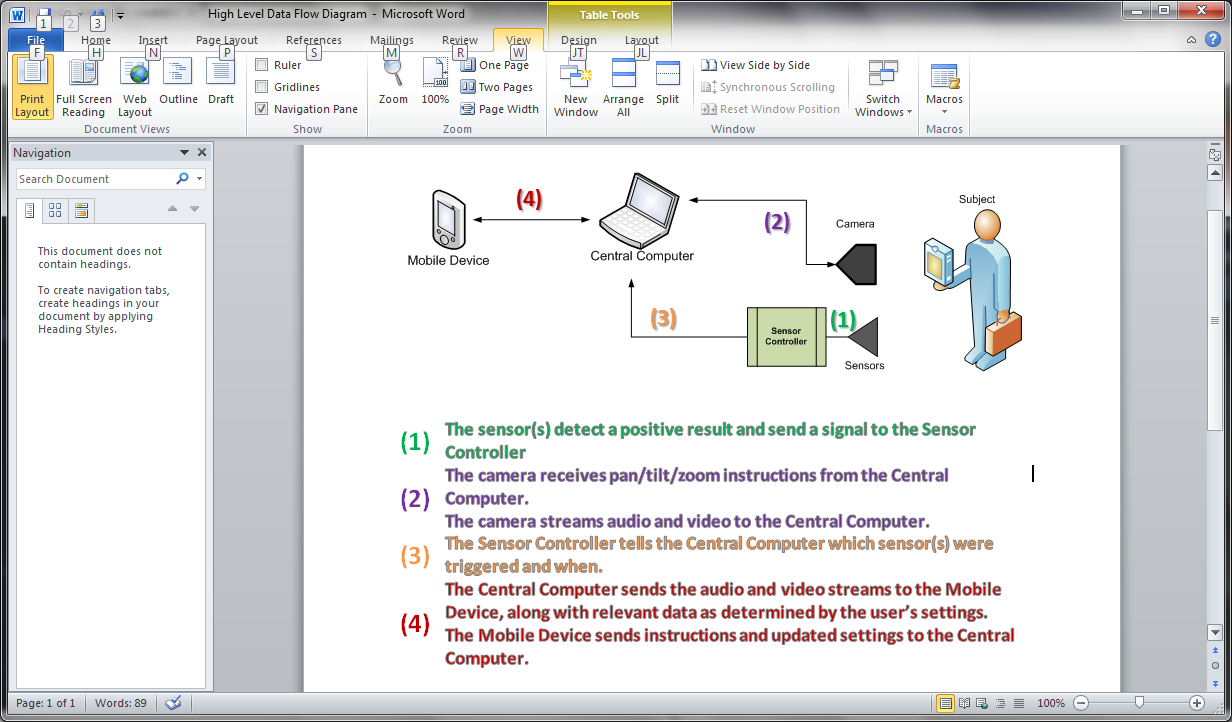 High Level Data Flow Diagram - Microsoft Word
Table Tools
1 2 3
File Home Insert Page Layout References Mailings Review View Design Layout
F H N P S M R W JT JL
Print Layout
Full Screen Reading
Web Layout
Outline
Draft
Document Views
Ruler
Gridlines
Navigation Pane
Show
Zoom
100%
100
One Page
Two Pages
Page Width
Zoom
New Window
Arrange All
Split
View Side by Side
Synchronous Scrolling
Reset Window Position
Window
Switch Windows
Macros
Macros
Navigation
Search Document
This document does not
contain headings.
To create navigation tabs,
create headings in your
document by applying
Heading Styles.
(4)
Mobile Device
Central Computer
(2)
Camera
Subject
(3)
Sensor
Controller
(1)
Sensors
(1) The sensor(s) detect a positive result and send a signal to the Sensor
Controller
(2) The camera receives pan/tilt/zoom instructions from the Central
Computer.
The camera streams audio and video to the Central Computer.
(3) The Sensor Controller tells the Central Computer which sensor(s) were
triggered and when.
(4) The Central Computer sends the audio and video streams to the Mobile
Device, along with relevant data as determined by the user's settings.
The Mobile Device sends instructions and updated settings to the Central
Computer.
Page: 1 of 1 Words: 89 100%